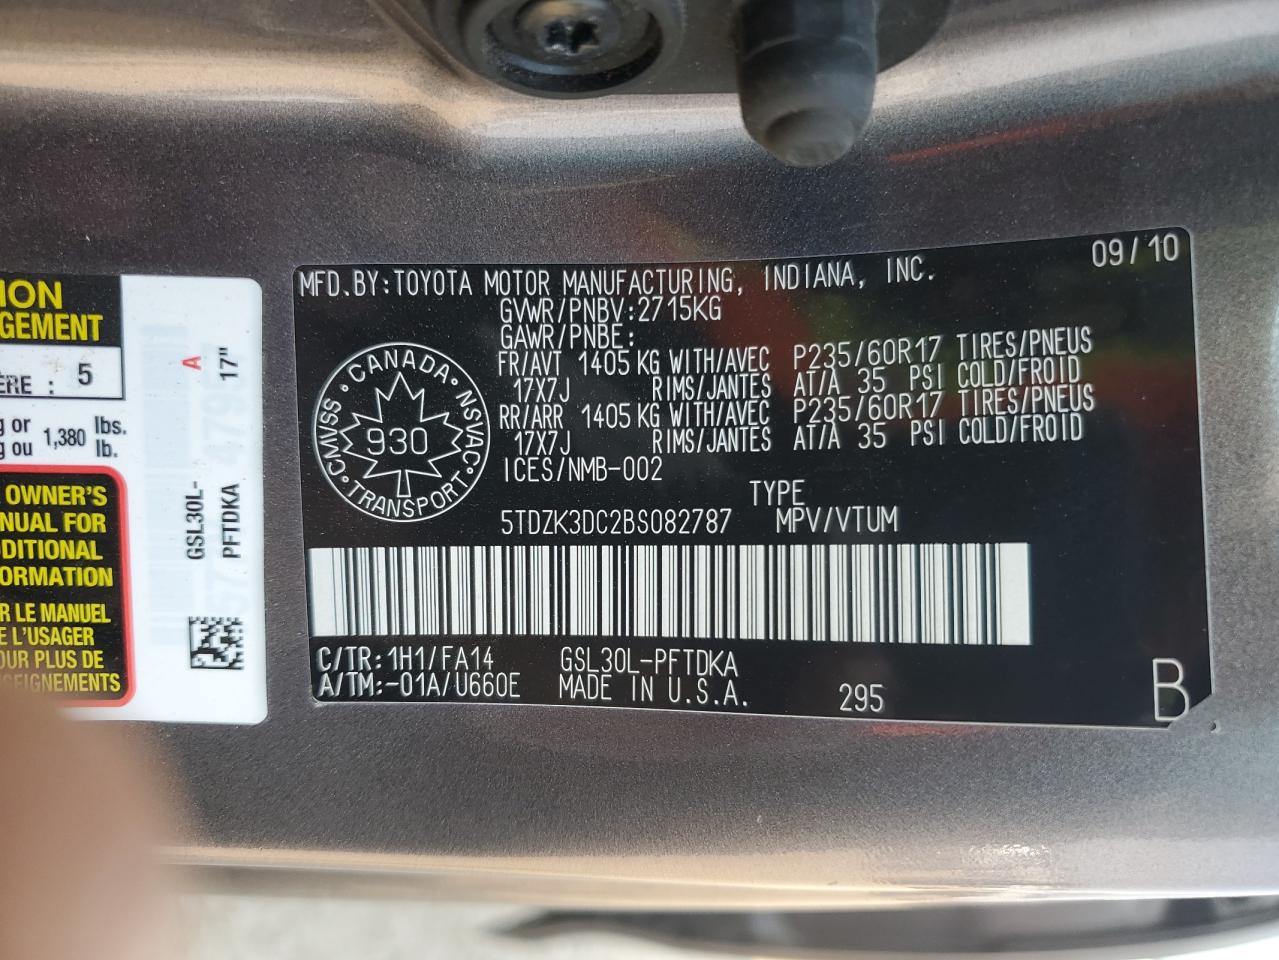 ION
GEMENT
ÈRE : 5
g or 1,380 lbs.
g ou lb.
OWNER'S
NUAL FOR
DDITIONAL
ORMATION
R LE MANUEL
E L'USAGER
OUR PLUS DE
SEIGNEMENTS
A
17"
GSL30L-
PFTDKA
MFD.BY:TOYOTA MOTOR MANUFACTURING, INDIANA, INC. 09/10
GVWR/PNBV:2715KG
GAWR/PNBE:
FR/AVT 1405 KG WITH/AVEC P235/60R17 TIRES/PNEUS
17X7J RIMS/JANTES AT/A 35 PSI COLD/FROID
RR/ARR 1405 KG WITH/AVEC P235/60R17 TIRES/PNEUS
17X7J RIMS/JANTES AT/A 35 PSI COLD/FROID
ICES/NMB-002
CANADA
NSVAC
TRANSPORT
CMVSS
930
TYPE
5TDZK3DC2BS082787 MPV/VTUM
C/TR:1H1/FA14 GSL30L-PFTDKA
A/TM:-01A/U660E MADE IN U.S.A. 295
B